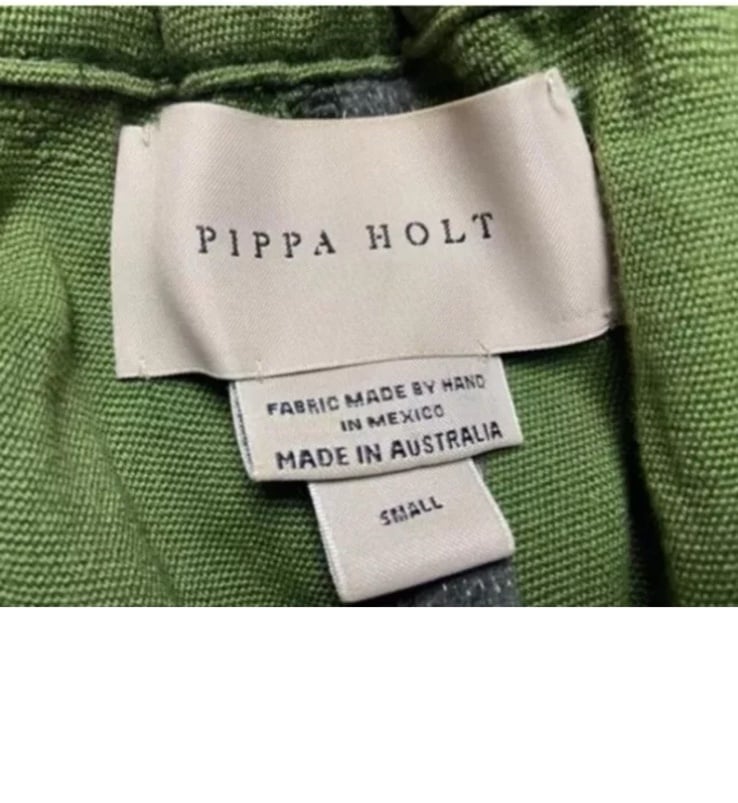 PIPPA HOLT
FABRIC MADE BY HAND
IN MEXICO
MADE IN AUSTRALIA
SMALL